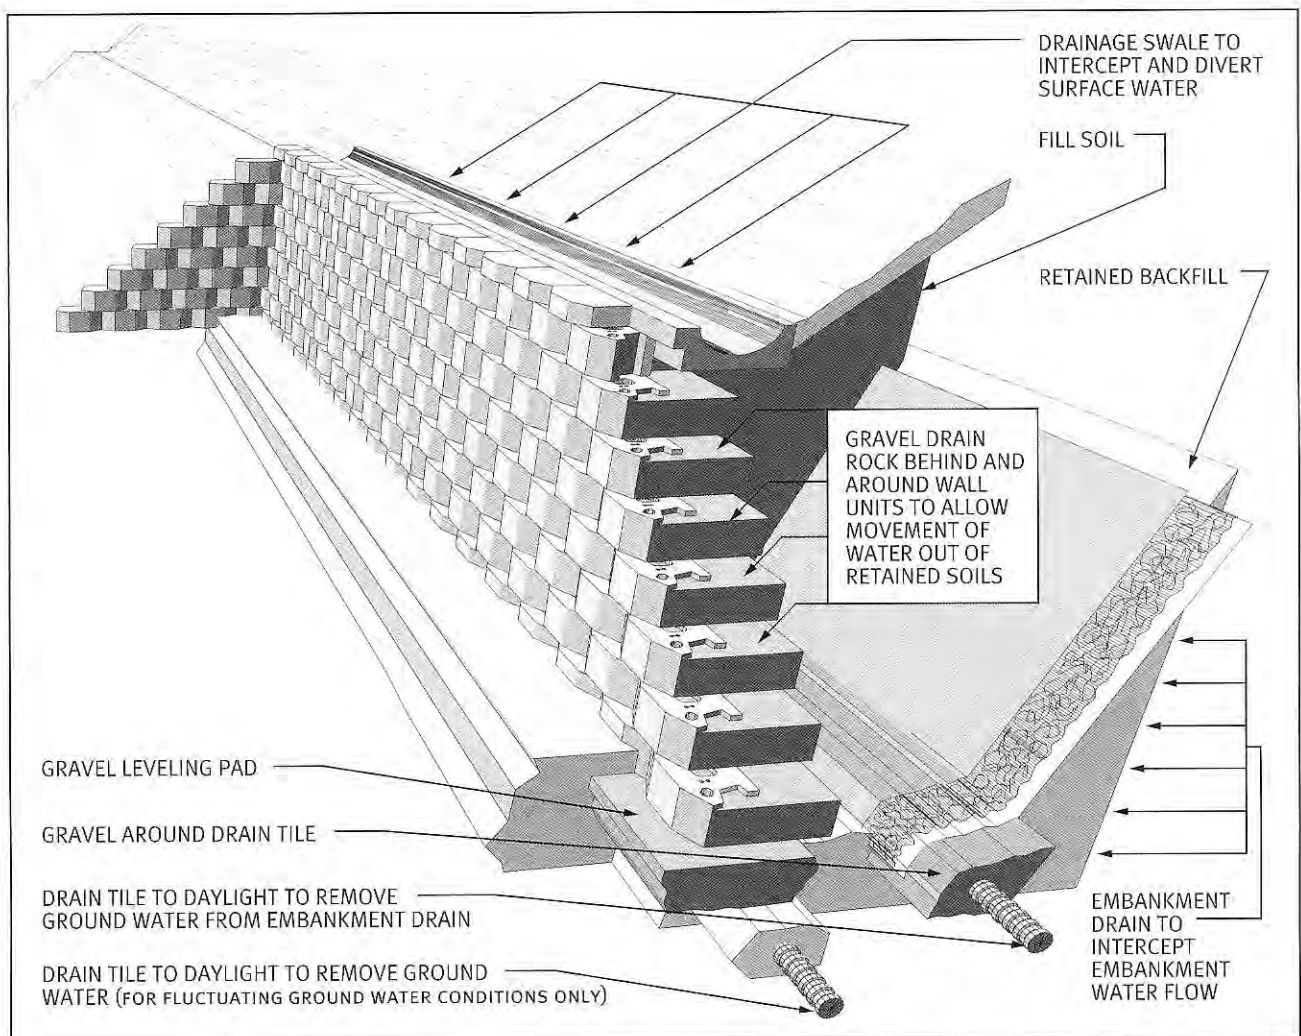 DRAINAGE SWALE TO
INTERCEPT AND DIVERT
SURFACE WATER
FILL SOIL
RETAINED BACKFILL
GRAVEL DRAIN
ROCK BEHIND AND
AROUND WALL
UNITS TO ALLOW
MOVEMENT OF
WATER OUT OF
RETAINED SOILS
GRAVEL LEVELING PAD
GRAVEL AROUND DRAIN TILE
DRAIN TILE TO DAYLIGHT TO REMOVE
GROUND WATER FROM EMBANKMENT DRAIN
DRAIN TILE TO DAYLIGHT TO REMOVE GROUND
WATER (FOR FLUCTUATING GROUND WATER CONDITIONS ONLY)
EMBANKMENT
DRAIN TO
INTERCEPT
EMBANKMENT
WATER FLOW